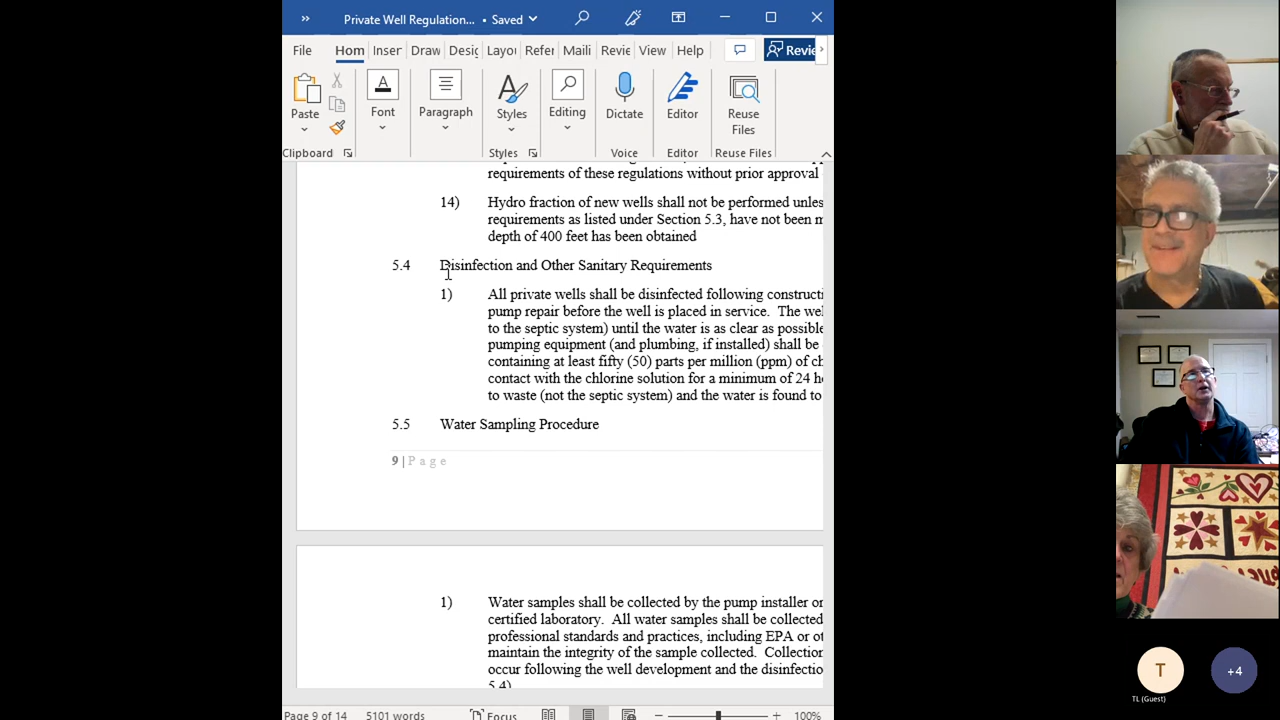 Private Well Regulation... • Saved
File Hom Inser Draw Desig Layou Refer Maili Revie View Help Revie
Paste Font Paragraph Styles Editing Dictate Editor Reuse Files
Clipboard Styles Voice Editor Reuse Files
requirements of these regulations without prior approval
14) Hydro fraction of new wells shall not be performed unles
requirements as listed under Section 5.3, have not been m
depth of 400 feet has been obtained
5.4 Disinfection and Other Sanitary Requirements
1) All private wells shall be disinfected following constructi
pump repair before the well is placed in service. The wel
to the septic system) until the water is as clear as possible
pumping equipment (and plumbing, if installed) shall be
containing at least fifty (50) parts per million (ppm) of ch
contact with the chlorine solution for a minimum of 24 h
to waste (not the septic system) and the water is found to
5.5 Water Sampling Procedure
9 | Page
1) Water samples shall be collected by the pump installer or
certified laboratory. All water samples shall be collected
professional standards and practices, including EPA or ot
maintain the integrity of the sample collected. Collection
occur following the well development and the disinfectio
5.4)
Page 9 of 14 5101 words Focus 100%
T
TL (Guest)
+4